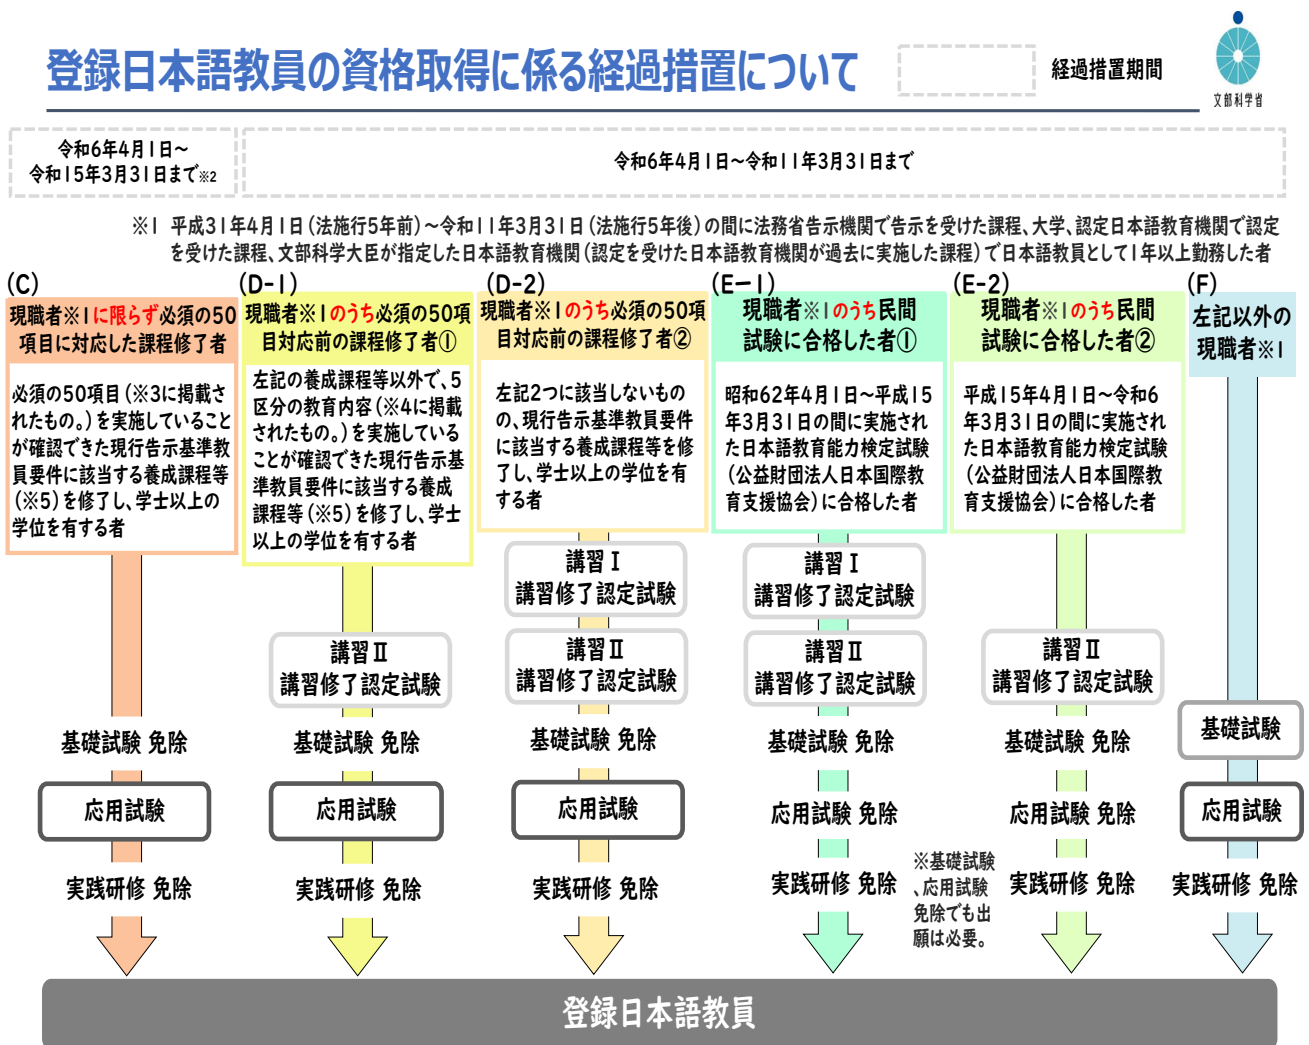 登録日本語教員の資格取得に係る経過措置について
経過措置期間
文部科学省
令和6年4月1日～
令和15年3月31日まで※2
令和6年4月1日～令和11年3月31日まで
※1 平成31年4月1日(法施行5年前)～令和11年3月31日(法施行5年後)の間に法務省告示機関で告示を受けた課程、大学、認定日本語教育機関で認定
を受けた課程、文部科学大臣が指定した日本語教育機関(認定を受けた日本語教育機関が過去に実施した課程)で日本語教員として1年以上勤務した者
(C)
現職者※1に限らず必須の50
項目に対応した課程修了者
必須の50項目(※3に掲載さ
れたもの。)を実施していること
が確認できた現行告示基準教
員要件に該当する養成課程等
(※5)を修了し、学士以上の
学位を有する者
基礎試験 免除
応用試験
実践研修 免除
(D-1)
現職者※1のうち必須の50項
目対応前の課程修了者①
左記の養成課程等以外で、5
区分の教育内容(※4に掲載
されたもの。)を実施している
ことが確認できた現行告示基
準教員要件に該当する養成
課程等(※5)を修了し、学士
以上の学位を有する者
講習Ⅱ
講習修了認定試験
基礎試験 免除
応用試験
実践研修 免除
(D-2)
現職者※1のうち必須の50項
目対応前の課程修了者②
左記2つに該当しないもの
の、現行告示基準教員要件
に該当する養成課程等を修
了し、学士以上の学位を有
する者
講習Ⅰ
講習修了認定試験
講習Ⅱ
講習修了認定試験
基礎試験 免除
応用試験
実践研修 免除
(E-1)
現職者※1のうち民間
試験に合格した者①
昭和62年4月1日～平成15
年3月31日の間に実施され
た日本語教育能力検定試験
(公益財団法人日本国際教
育支援協会)に合格した者
講習Ⅰ
講習修了認定試験
講習Ⅱ
講習修了認定試験
基礎試験 免除
応用試験 免除
実践研修 免除
※基礎試験
、応用試験
免除でも出
願は必要。
(E-2)
現職者※1のうち民間
試験に合格した者②
平成15年4月1日～令和6
年3月31日の間に実施され
た日本語教育能力検定試験
(公益財団法人日本国際教
育支援協会)に合格した者
講習Ⅱ
講習修了認定試験
基礎試験 免除
応用試験 免除
実践研修 免除
(F)
左記以外の
現職者※1
基礎試験
応用試験
実践研修 免除
登録日本語教員